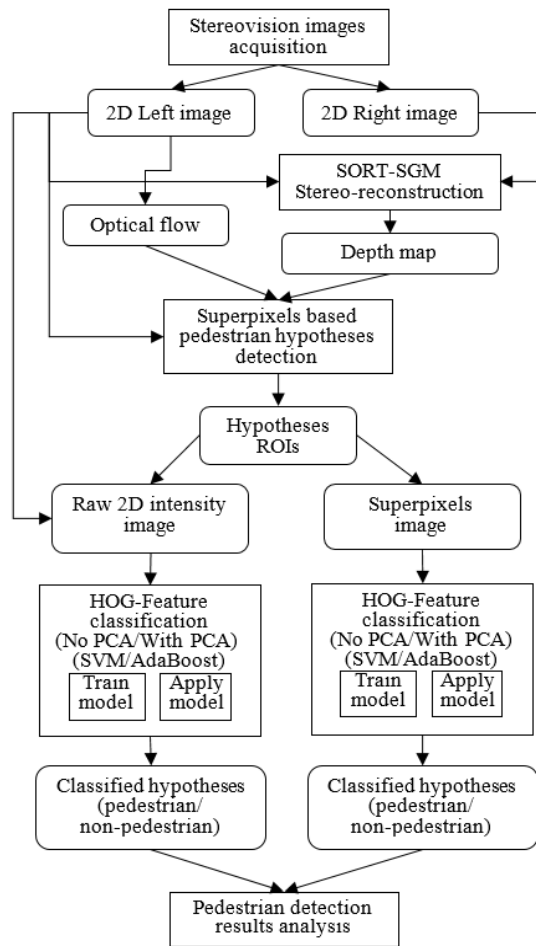 Stereovision images
acquisition
2D Left image
2D Right image
SORT-SGM
Stereo-reconstruction
Optical flow
Depth map
Superpixels based
pedestrian hypotheses
detection
Hypotheses
ROIs
Raw 2D intensity
image
Superpixels
image
HOG-Feature
classification
(No PCA/With PCA)
(SVM/AdaBoost)
Train
model
Apply
model
HOG-Feature
classification
(No PCA/With PCA)
(SVM/AdaBoost)
Train
model
Apply
model
Classified hypotheses
(pedestrian/
non-pedestrian)
Classified hypotheses
(pedestrian/
non-pedestrian)
Pedestrian detection
results analysis